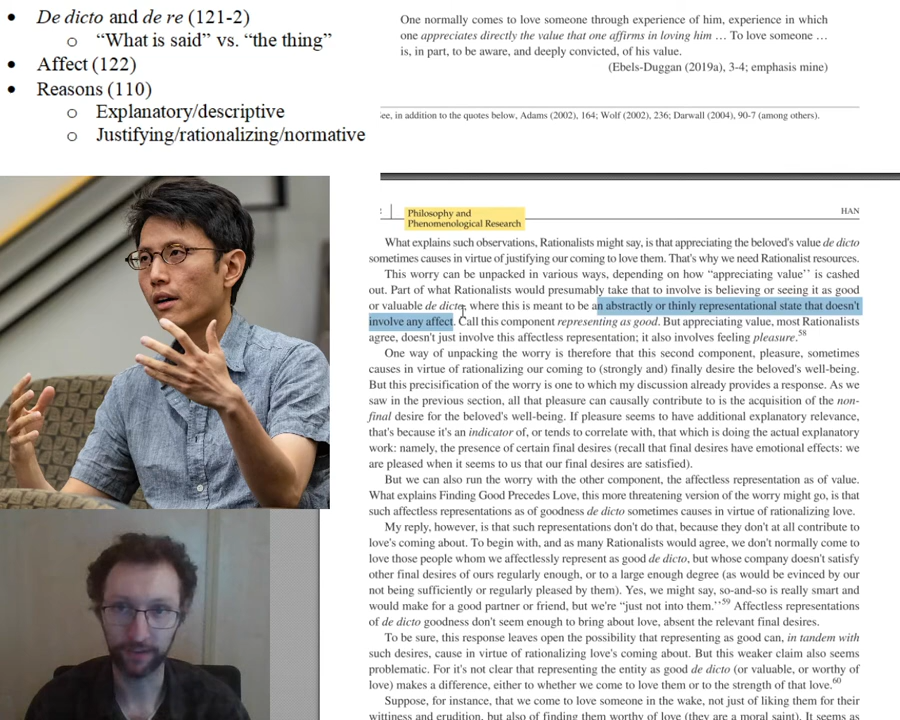 De dicto and de re (121-2)
“What is said” vs. “the thing”
Affect (122)
Reasons (110)
Explanatory/descriptive
Justifying/rationalizing/normative
One normally comes to love someone through experience of him, experience in which
one appreciates directly the value that one affirms in loving him … To love someone …
is, in part, to be aware, and deeply convicted, of his value.
(Ebels-Duggan (2019a), 3-4; emphasis mine)
ee, in addition to the quotes below, Adams (2002), 164; Wolf (2002), 236; Darwall (2004), 90-7 (among others).
Philosophy and
Phenomenological Research
HAN
What explains such observations, Rationalists might say, is that appreciating the beloved's value de dicto
sometimes causes in virtue of justifying our coming to love them. That's why we need Rationalist resources.
This worry can be unpacked in various ways, depending on how “appreciating value’’ is cashed
out. Part of what Rationalists would presumably take that to involve is believing or seeing it as good
or valuable de dicto, where this is meant to be an abstractly or thinly representational state that doesn't
involve any affect. Call this component representing as good. But appreciating value, most Rationalists
agree, doesn't just involve this affectless representation; it also involves feeling pleasure.58
One way of unpacking the worry is therefore that this second component, pleasure, sometimes
causes in virtue of rationalizing our coming to (strongly and) finally desire the beloved's well-being.
But this precisification of the worry is one to which my discussion already provides a response. As we
saw in the previous section, all that pleasure can causally contribute to is the acquisition of the non-
final desire for the beloved's well-being. If pleasure seems to have additional explanatory relevance,
that's because it's an indicator of, or tends to correlate with, that which is doing the actual explanatory
work: namely, the presence of certain final desires (recall that final desires have emotional effects: we
are pleased when it seems to us that our final desires are satisfied).
But we can also run the worry with the other component, the affectless representation as of value.
What explains Finding Good Precedes Love, this more threatening version of the worry might go, is that
such affectless representations as of goodness de dicto sometimes causes in virtue of rationalizing love.
My reply, however, is that such representations don't do that, because they don't at all contribute to
love's coming about. To begin with, and as many Rationalists would agree, we don't normally come to
love those people whom we affectlessly represent as good de dicto, but whose company doesn't satisfy
other final desires of ours regularly enough, or to a large enough degree (as would be evinced by our
not being sufficiently or regularly pleased by them). Yes, we might say, so-and-so is really smart and
would make for a good partner or friend, but we're “just not into them.’’59 Affectless representations
of de dicto goodness don't seem enough to bring about love, absent the relevant final desires.
To be sure, this response leaves open the possibility that representing as good can, in tandem with
such desires, cause in virtue of rationalizing love's coming about. But this weaker claim also seems
problematic. For it's not clear that representing the entity as good de dicto (or valuable, or worthy of
love) makes a difference, either to whether we come to love them or to the strength of that love.60
Suppose, for instance, that we come to love someone in the wake, not just of liking them for their
wittiness and erudition, but also of finding them worthy of love (they are a moral saint). It seems as